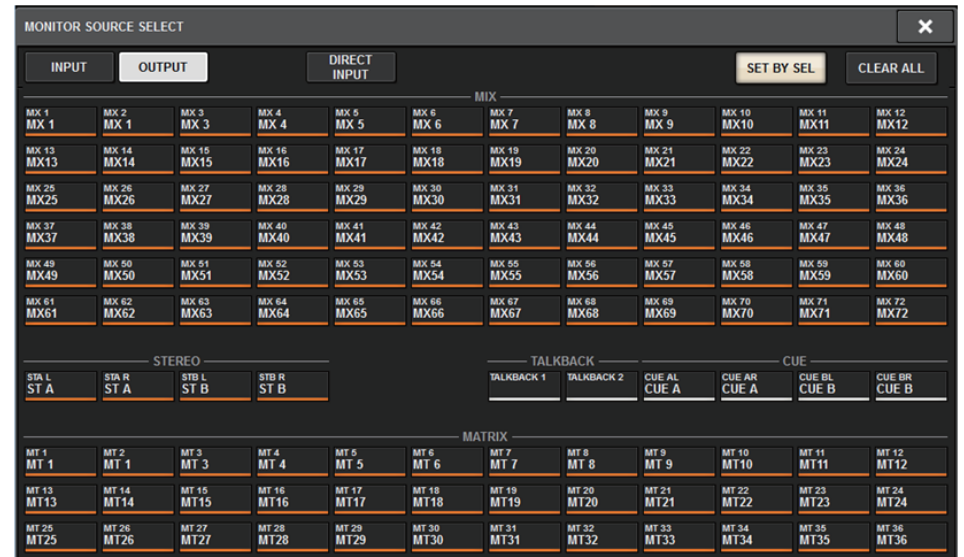 MONITOR SOURCE SELECT
INPUT OUTPUT DIRECT INPUT SET BY SEL CLEAR ALL
MIX
MX 1 MX 2 MX 3 MX 4 MX 5 MX 6 MX 7 MX 8 MX 9 MX 10 MX 11 MX 12
MX 1 MX 1 MX 3 MX 4 MX 5 MX 6 MX 7 MX 8 MX 9 MX10 MX11 MX12
MX 13 MX 14 MX 15 MX 16 MX 17 MX 18 MX 19 MX 20 MX 21 MX 22 MX 23 MX 24
MX13 MX14 MX15 MX16 MX17 MX18 MX19 MX20 MX21 MX22 MX23 MX24
MX 25 MX 26 MX 27 MX 28 MX 29 MX 30 MX 31 MX 32 MX 33 MX 34 MX 35 MX 36
MX25 MX26 MX27 MX28 MX29 MX30 MX31 MX32 MX33 MX34 MX35 MX36
MX 37 MX 38 MX 39 MX 40 MX 41 MX 42 MX 43 MX 44 MX 45 MX 46 MX 47 MX 48
MX37 MX38 MX39 MX40 MX41 MX42 MX43 MX44 MX45 MX46 MX47 MX48
MX 49 MX 50 MX 51 MX 52 MX 53 MX 54 MX 55 MX 56 MX 57 MX 58 MX 59 MX 60
MX49 MX50 MX51 MX52 MX53 MX54 MX55 MX56 MX57 MX58 MX59 MX60
MX 61 MX 62 MX 63 MX 64 MX 65 MX 66 MX 67 MX 68 MX 69 MX 70 MX 71 MX 72
MX61 MX62 MX63 MX64 MX65 MX66 MX67 MX68 MX69 MX70 MX71 MX72
STEREO TALKBACK CUE
STA L STA R STB L STB R TALKBACK 1 TALKBACK 2 CUE AL CUE AR CUE BL CUE BR
ST A ST A ST B ST B CUE A CUE A CUE B CUE B
MATRIX
MT 1 MT 2 MT 3 MT 4 MT 5 MT 6 MT 7 MT 8 MT 9 MT 10 MT 11 MT 12
MT 1 MT 1 MT 3 MT 4 MT 5 MT 6 MT 7 MT 8 MT 9 MT10 MT11 MT12
MT 13 MT 14 MT 15 MT 16 MT 17 MT 18 MT 19 MT 20 MT 21 MT 22 MT 23 MT 24
MT13 MT14 MT15 MT16 MT17 MT18 MT19 MT20 MT21 MT22 MT23 MT24
MT 25 MT 26 MT 27 MT 28 MT 29 MT 30 MT 31 MT 32 MT 33 MT 34 MT 35 MT 36
MT25 MT26 MT27 MT28 MT29 MT30 MT31 MT32 MT33 MT34 MT35 MT36